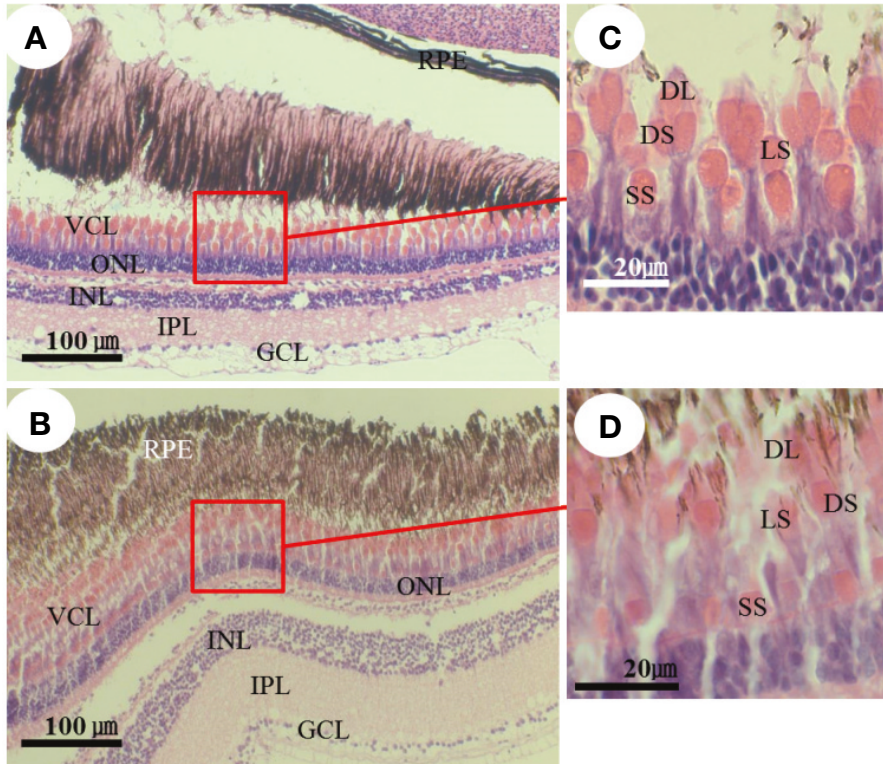 A
RPE
VCL
ONL
INL
IPL
GCL
100 μm
C
DL
DS
LS
SS
20μm
B
RPE
VCL
ONL
INL
IPL
GCL
100 μm
D
DL
DS
LS
SS
20μm